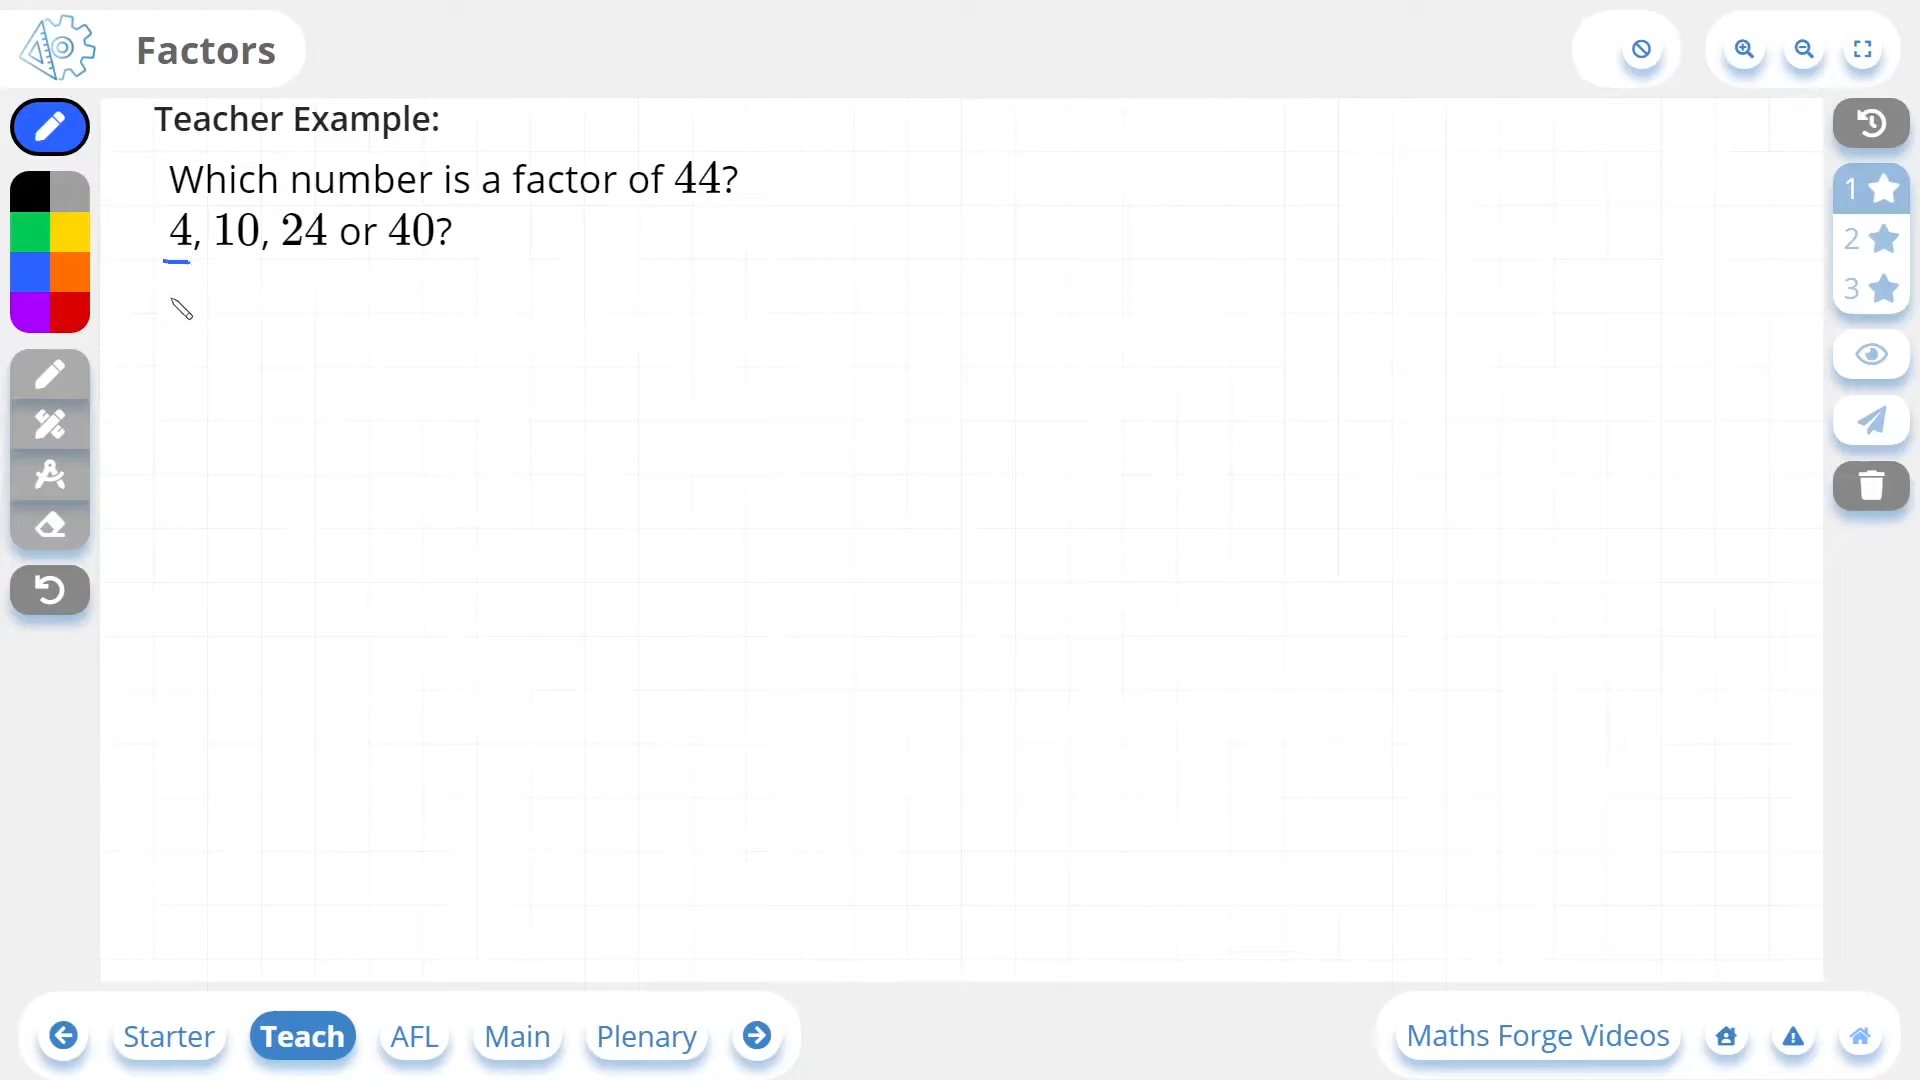 Factors
Teacher Example:
Which number is a factor of 44?
4, 10, 24 or 40?
1
2
3
Starter
Teach
AFL
Main
Plenary
Maths Forge Videos